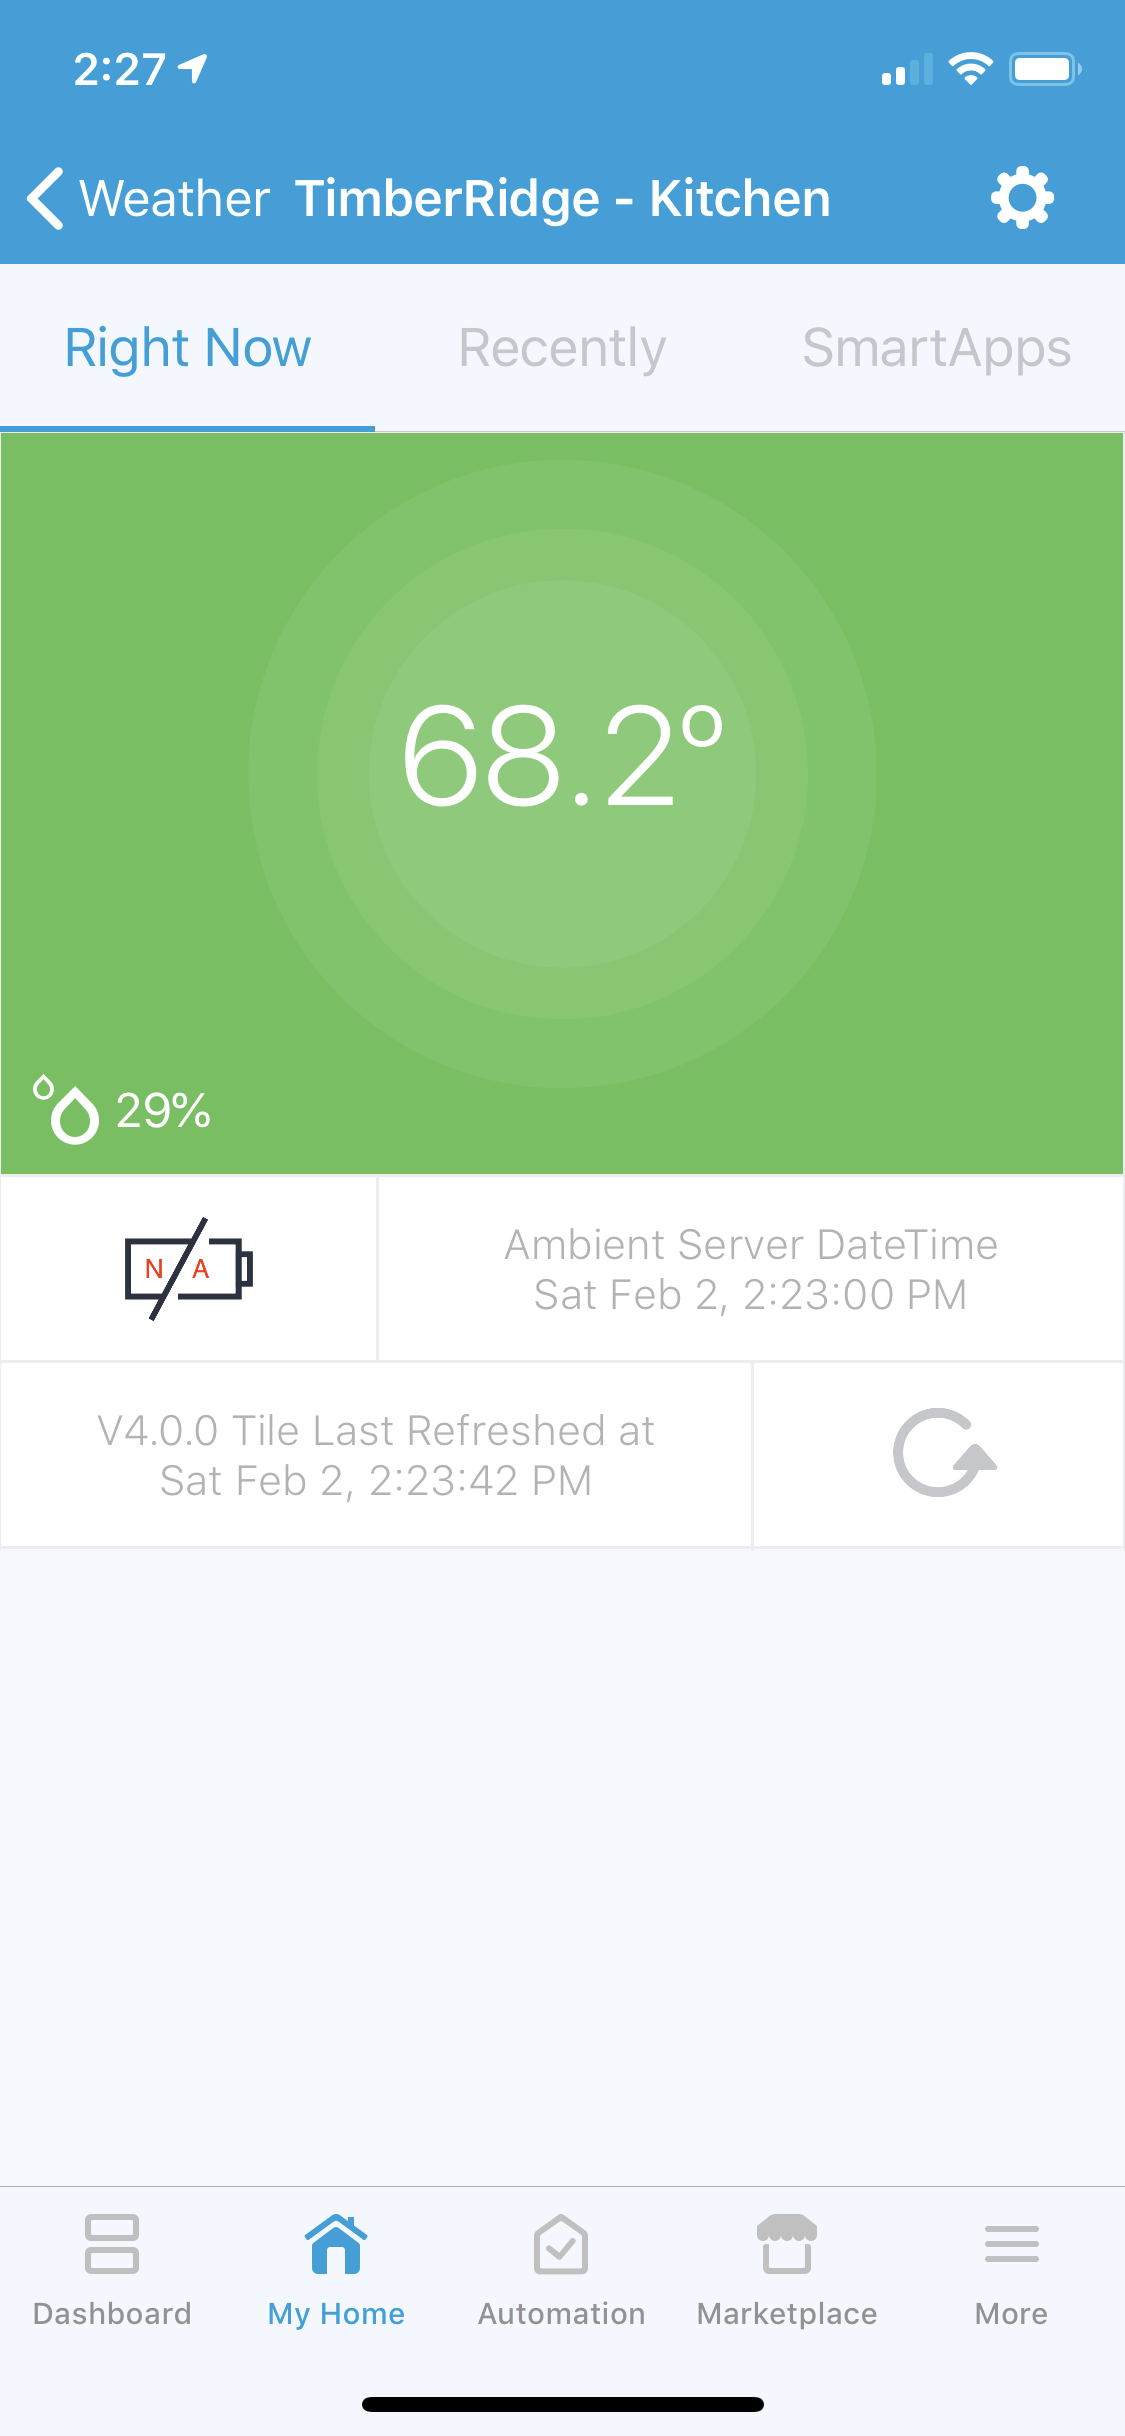 2:27
Weather TimberRidge - Kitchen
Right Now Recently SmartApps
68.2°
29%
N A
Ambient Server DateTime
Sat Feb 2, 2:23:00 PM
V4.0.0 Tile Last Refreshed at
Sat Feb 2, 2:23:42 PM
Dashboard My Home Automation Marketplace More